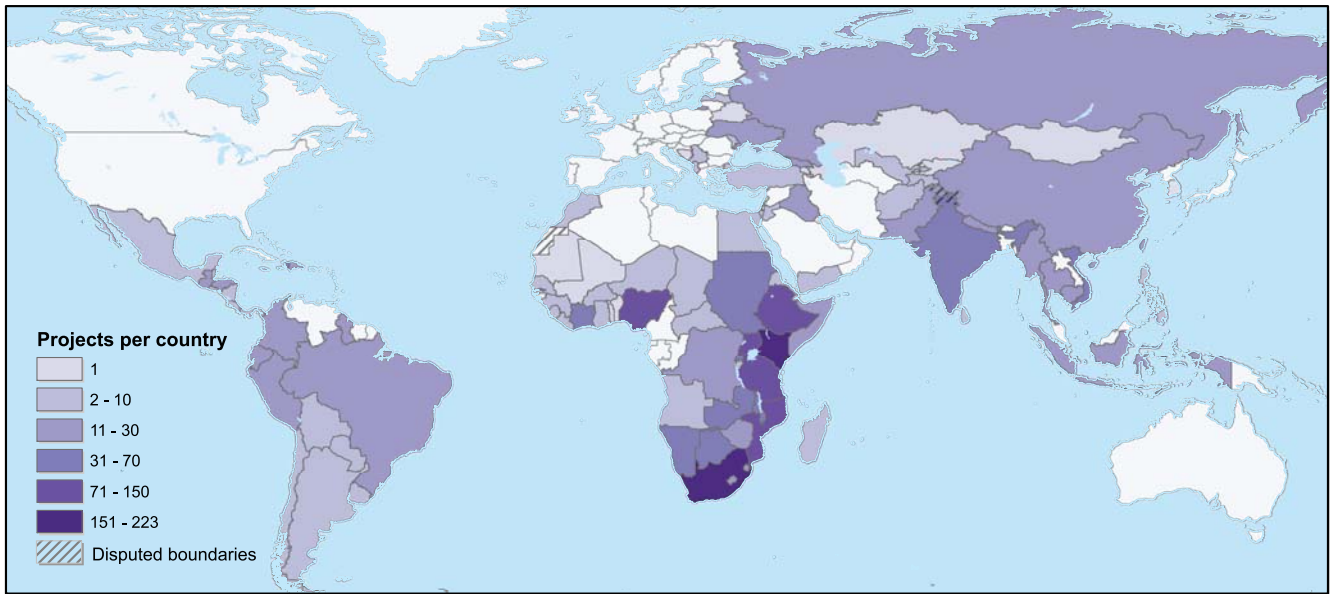 Projects per country
1
2 - 10
11 - 30
31 - 70
71 - 150
151 - 223
Disputed boundaries